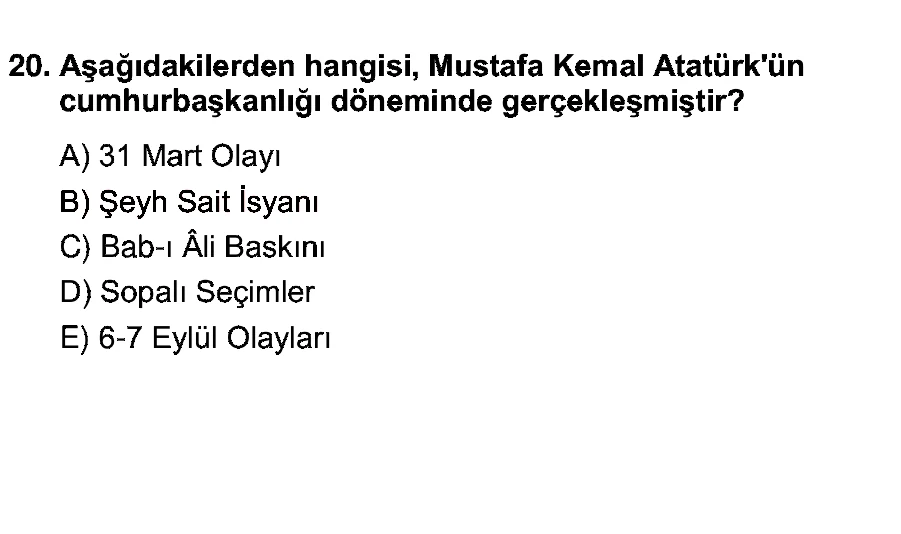 20. Aşağıdakilerden hangisi, Mustafa Kemal Atatürk'ün
cumhurbaşkanlığı döneminde gerçekleşmiştir?
A) 31 Mart Olayı
B) Şeyh Sait İsyanı
C) Bab-ı Âli Baskını
D) Sopalı Seçimler
E) 6-7 Eylül Olayları